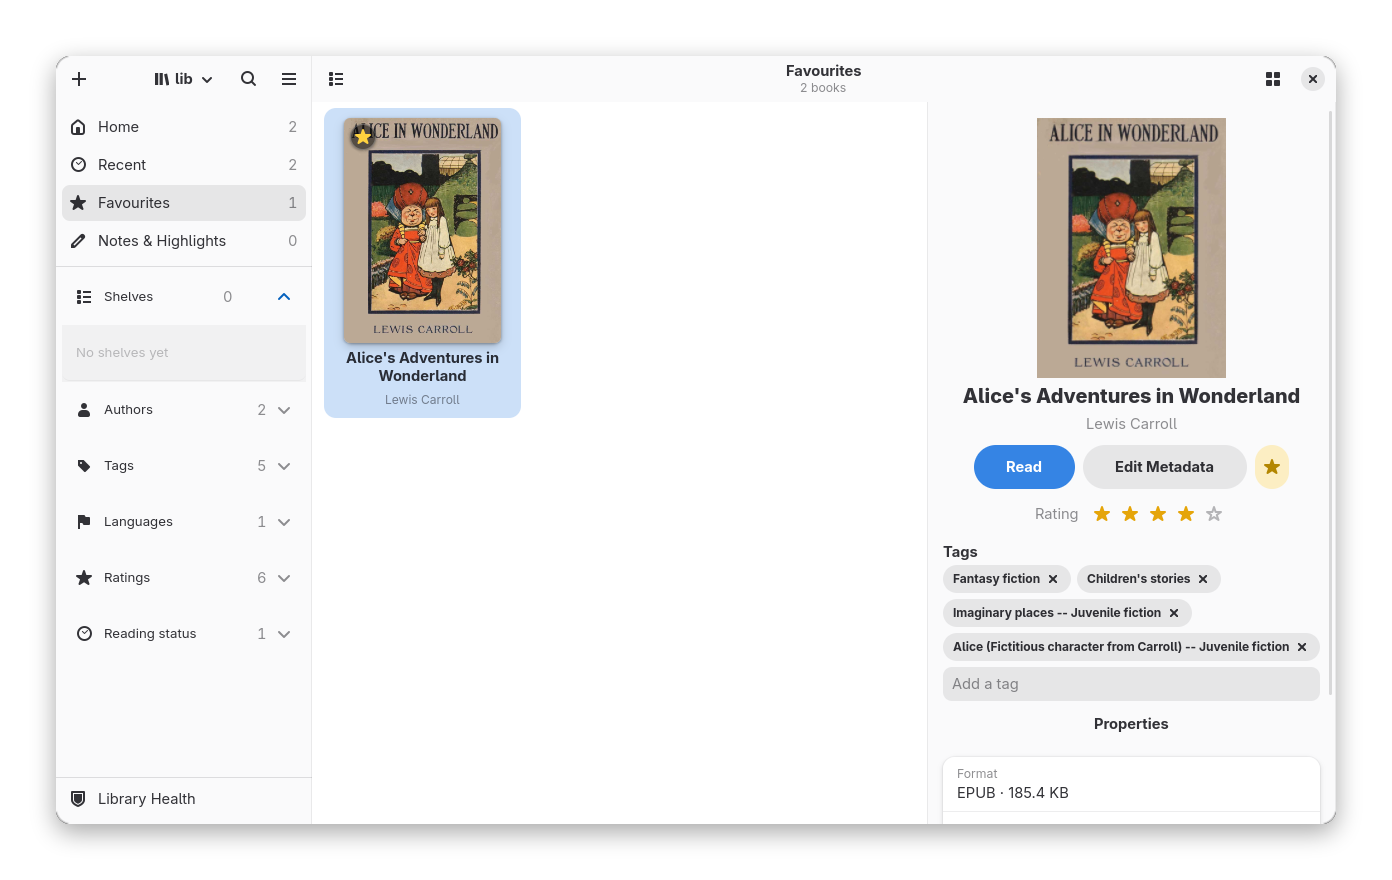 lib
Home 2
Recent 2
Favourites 1
Notes & Highlights 0
Shelves 0
No shelves yet
Authors 2
Tags 5
Languages 1
Ratings 6
Reading status 1
Library Health
Favourites
2 books
ALICE IN WONDERLAND
LEWIS CARROLL
Alice's Adventures in
Wonderland
Lewis Carroll
ALICE IN WONDERLAND
LEWIS CARROLL
Alice's Adventures in Wonderland
Lewis Carroll
Read
Edit Metadata
Rating
Tags
Fantasy fiction
Children's stories
Imaginary places -- Juvenile fiction
Alice (Fictitious character from Carroll) -- Juvenile fiction
Add a tag
Properties
Format
EPUB · 185.4 KB